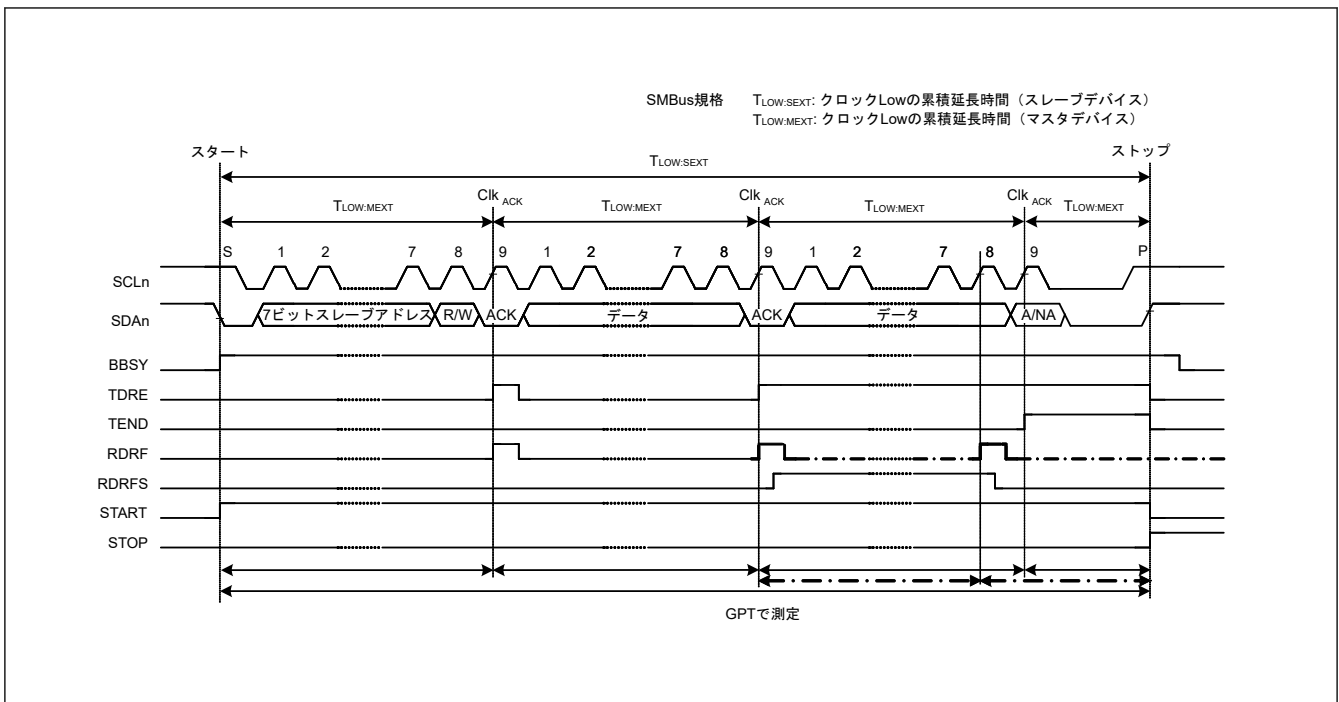 SMBus規格 TLOW:SEXT: クロックLowの累積延長時間（スレーブデバイス）
TLOW:MEXT: クロックLowの累積延長時間（マスタデバイス）
スタート ストップ
TLOW:SEXT
Clk ACK Clk ACK Clk ACK
TLOW:MEXT TLOW:MEXT TLOW:MEXT TLOW:MEXT
S 1 2 7 8 9 1 2 7 8 9 1 2 7 8 9 P
SCLn
SDAn 7ビットスレーブアドレス R/W ACK データ ACK データ A/NA
BBSY
TDRE
TEND
RDRF
RDRFS
START
STOP
GPTで測定